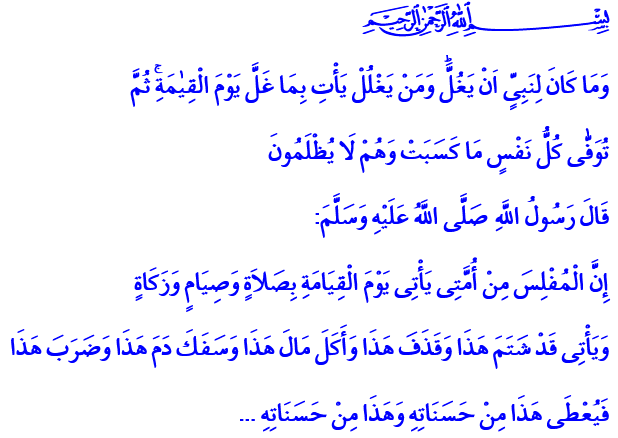 بِسْمِ اللّٰهِ الرَّحْمٰنِ الرَّحِيمِ
وَمَا كَانَ لِنَبِيٍّ اَنْ يَغُلَّۜ وَمَنْ يَغْلُلْ يَأْتِ بِمَا غَلَّ يَوْمَ الْقِيٰمَةِۚ ثُمَّ
تُوَفّٰى كُلُّ نَفْسٍ مَا كَسَبَتْ وَهُمْ لَا يُظْلَمُونَ
قَالَ رَسُولُ اللَّهِ صَلَّى اللَّهُ عَلَيْهِ وَسَلَّمَ:
إِنَّ الْمُفْلِسَ مِنْ أُمَّتِى يَأْتِى يَوْمَ الْقِيَامَةِ بِصَلاَةٍ وَصِيَامٍ وَزَكَاةٍ
وَيَأْتِى قَدْ شَتَمَ هَذَا وَقَذَفَ هَذَا وَأَكَلَ مَالَ هَذَا وَسَفَكَ دَمَ هَذَا وَضَرَبَ هَذَا
فَيُعْطَى هَذَا مِنْ حَسَنَاتِهِ وَهَذَا مِنْ حَسَنَاتِهِ ...